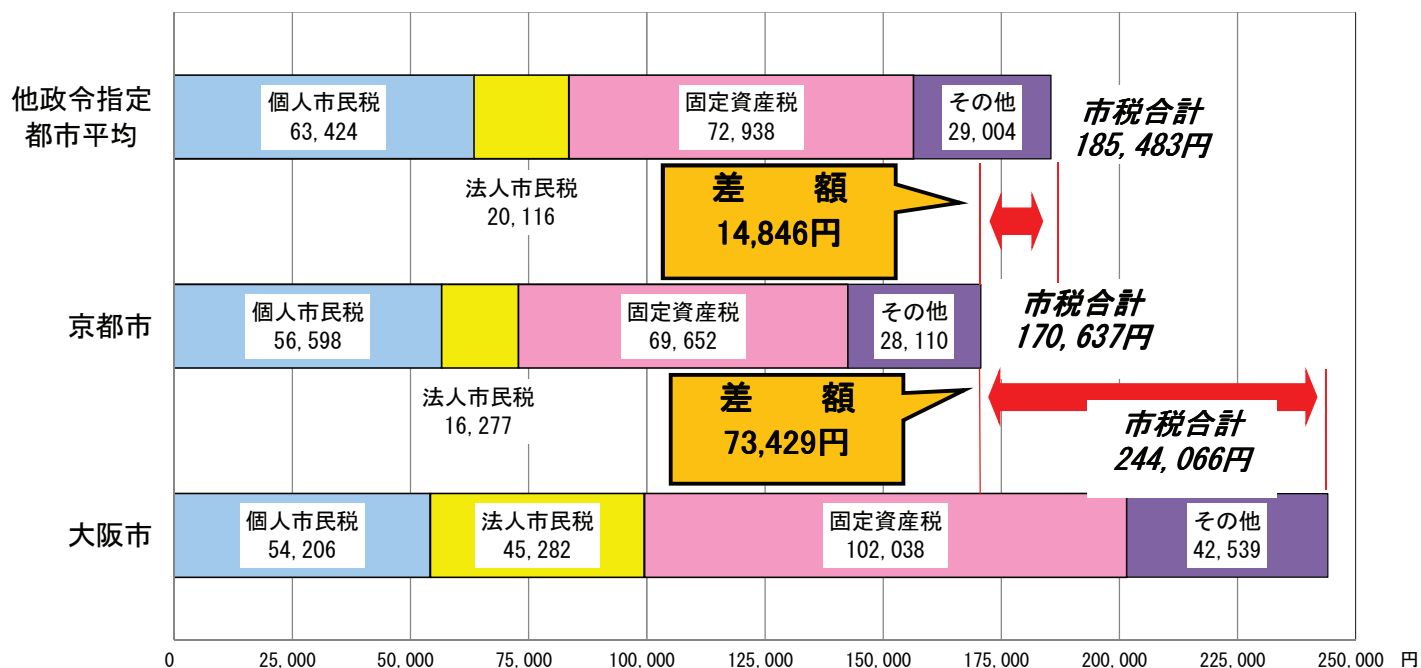 他政令指定
都市平均
個人市民税
63,424
固定資産税
72,938
その他
29,004
市税合計
185,483円
法人市民税
20,116
差　額
14,846円
京都市
個人市民税
56,598
固定資産税
69,652
その他
28,110
市税合計
170,637円
法人市民税
16,277
差　額
73,429円
市税合計
244,066円
大阪市
個人市民税
54,206
法人市民税
45,282
固定資産税
102,038
その他
42,539
0 25,000 50,000 75,000 100,000 125,000 150,000 175,000 200,000 225,000 250,000 円